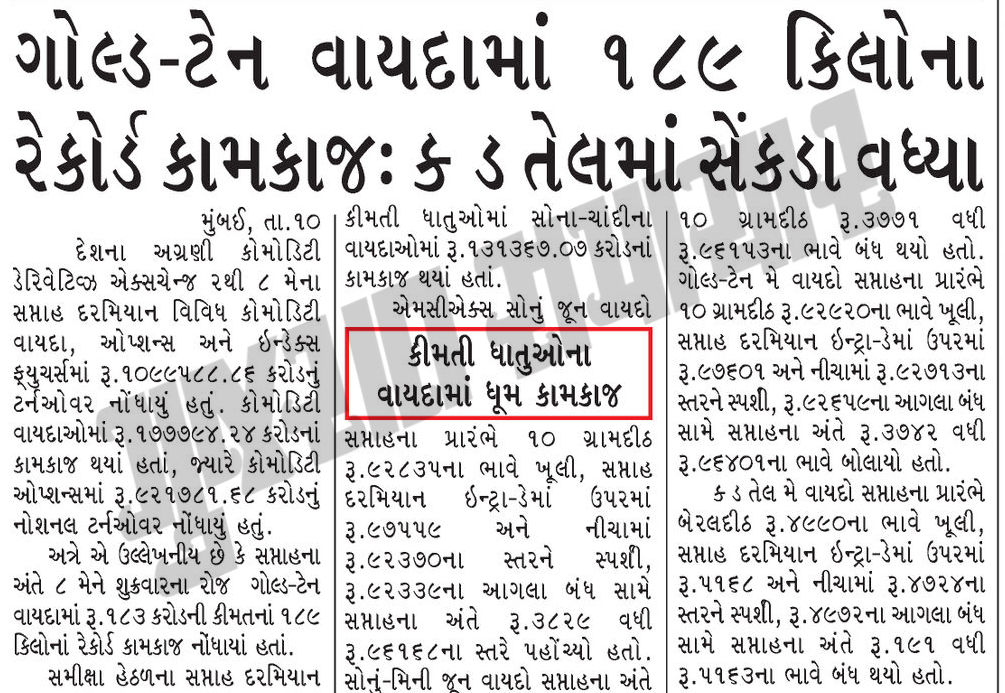 ગોલ્ડ-ટેન વાયદામાં ૧૮૯ કિલોના
રેકોર્ડ કામકાજઃ ક ડ તેલમાં સેંકડા વધ્યા
મુંબઈ, તા.૧૦
દેશના અગ્રણી કોમોડિટી
ડેરિવેટિવ્ઝ એક્સચેન્જ ૨થી ૮ મેના
સપ્તાહ દરમિયાન વિવિધ કોમોડિટી
વાયદા, ઓપ્શન્સ અને ઈન્ડેક્સ
ફ્યુચર્સમાં રૂ.૧૦૯૯૫૮૮.૮૬ કરોડનું
ટર્નઓવર નોંધાયું હતું. કોમોડિટી
વાયદાઓમાં રૂ.૧૭૭૭૯૪.૨૪ કરોડનાં
કામકાજ થયાં હતાં, જ્યારે કોમોડિટી
ઓપ્શન્સમાં રૂ.૯૨૧૭૮૧.૬૮ કરોડનું
નોશનલ ટર્નઓવર નોંધાયું હતું.
અત્રે એ ઉલ્લેખનીય છે કે સપ્તાહના
અંતે ૮ મેને શુક્રવારના રોજ ગોલ્ડ-ટેન
વાયદામાં રૂ.૧૮૩ કરોડની કીમતનાં ૧૮૯
કિલોનાં રેકોર્ડ કામકાજ નોંધાયાં હતાં.
સમીક્ષા હેઠળના સપ્તાહ દરમિયાન
કીમતી ધાતુઓમાં સોના-ચાંદીના
વાયદાઓમાં રૂ.૧૩૧૩૬૭.૦૭ કરોડનાં
કામકાજ થયાં હતાં.
એમસીએક્સ સોનું જૂન વાયદો
કીમતી ધાતુઓના
વાયદામાં ધૂમ કામકાજ
સપ્તાહના પ્રારંભે ૧૦ ગ્રામદીઠ
રૂ.૯૨૮૩૫ના ભાવે ખૂલી, સપ્તાહ
દરમિયાન ઇન્ટ્રા-ડેમાં ઉપરમાં
રૂ.૯૭૫૫૯ અને નીચામાં
રૂ.૯૨૩૭૦ના સ્તરને સ્પર્શી,
રૂ.૯૨૩૩૯ના આગલા બંધ સામે
સપ્તાહના અંતે રૂ.૩૮૨૯ વધી
રૂ.૯૬૧૬૮ના સ્તરે પહોંચ્યો હતો.
સોનું-મિની જૂન વાયદો સપ્તાહના અંતે
૧૦ ગ્રામદીઠ રૂ.૩૭૭૧ વધી
રૂ.૯૬૧૫૩ના ભાવે બંધ થયો હતો.
ગોલ્ડ-ટેન મે વાયદો સપ્તાહના પ્રારંભે
૧૦ ગ્રામદીઠ રૂ.૯૨૯૨૦ના ભાવે ખૂલી,
સપ્તાહ દરમિયાન ઇન્ટ્રા-ડેમાં ઉપરમાં
રૂ.૯૭૬૦૧ અને નીચામાં રૂ.૯૨૭૧૩ના
સ્તરને સ્પર્શી, રૂ.૯૨૬૫૯ના આગલા બંધ
સામે સપ્તાહના અંતે રૂ.૩૭૪૨ વધી
રૂ.૯૬૪૦૧ના ભાવે બોલાયો હતો.
ક ડ તેલ મે વાયદો સપ્તાહના પ્રારંભે
બેરલદીઠ રૂ.૪૯૯૦ના ભાવે ખૂલી,
સપ્તાહ દરમિયાન ઇન્ટ્રા-ડેમાં ઉપરમાં
રૂ.૫૧૬૮ અને નીચામાં રૂ.૪૭૨૪ના
સ્તરને સ્પર્શી, રૂ.૪૯૭૨ના આગલા બંધ
સામે સપ્તાહના અંતે રૂ.૧૯૧ વધી
રૂ.૫૧૬૩ના ભાવે બંધ થયો હતો.